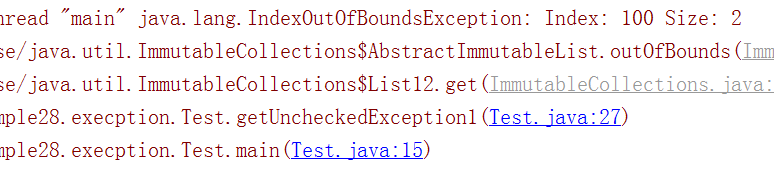 hread "main" java.lang.IndexOutOfBoundsException: Index: 100 Size: 2
se/java.util.ImmutableCollections$AbstractImmutableList.outOfBounds(Imm
se/java.util.ImmutableCollections$List12.get(ImmutableCollections.java:
mple28.execption.Test.getUncheckedException1(Test.java:27)
mple28.execption.Test.main(Test.java:15)